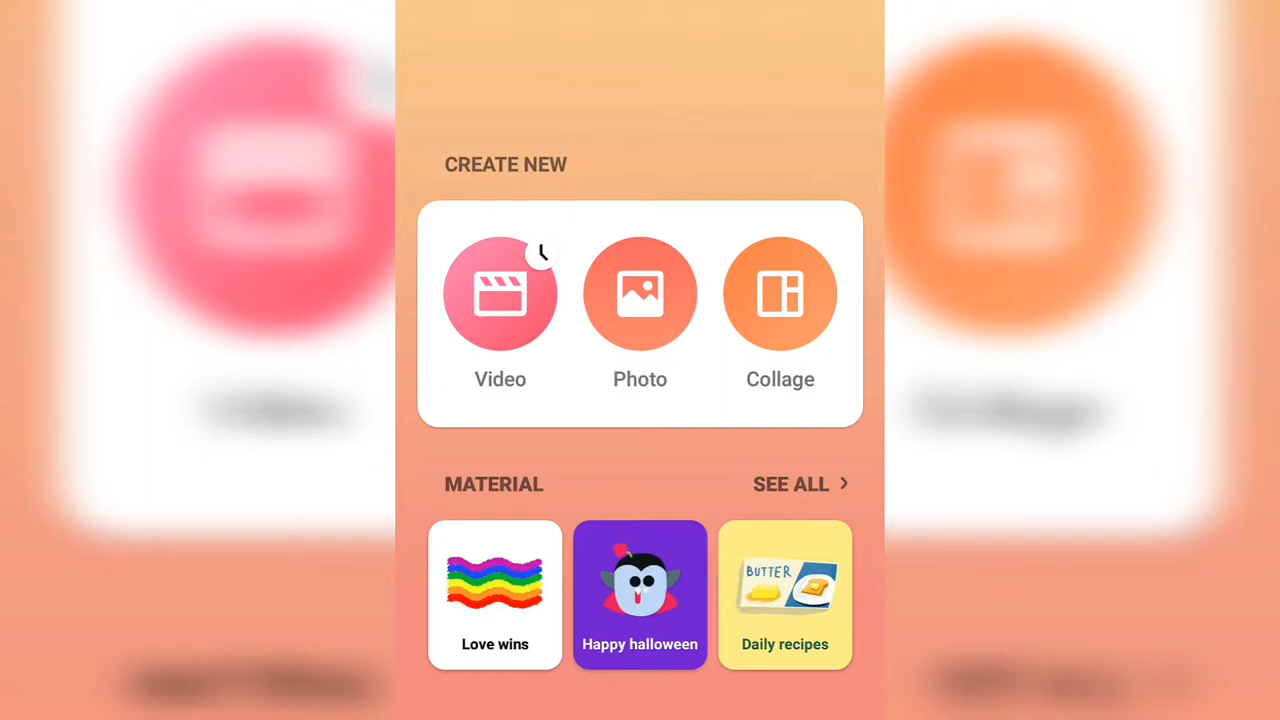 CREATE NEW
Video
Photo
Collage
MATERIAL
SEE ALL >
BUTTER
Love wins
Happy halloween
Daily recipes